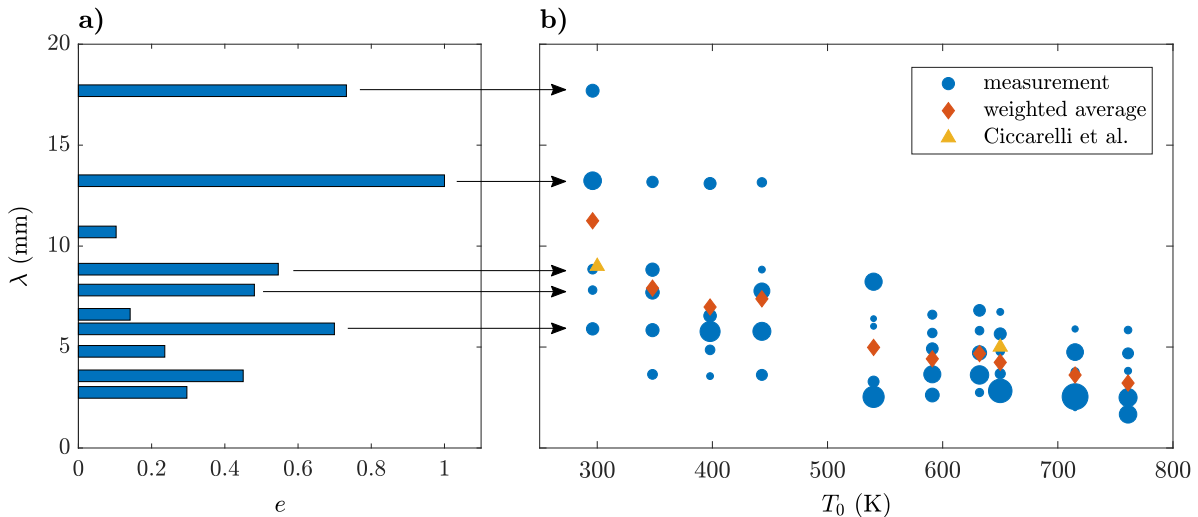 a)
b)
20
15
10
5
0
λ (mm)
0 0.2 0.4 0.6 0.8 1
e
measurement
weighted average
Ciccarelli et al.
300 400 500 600 700 800
T₀ (K)